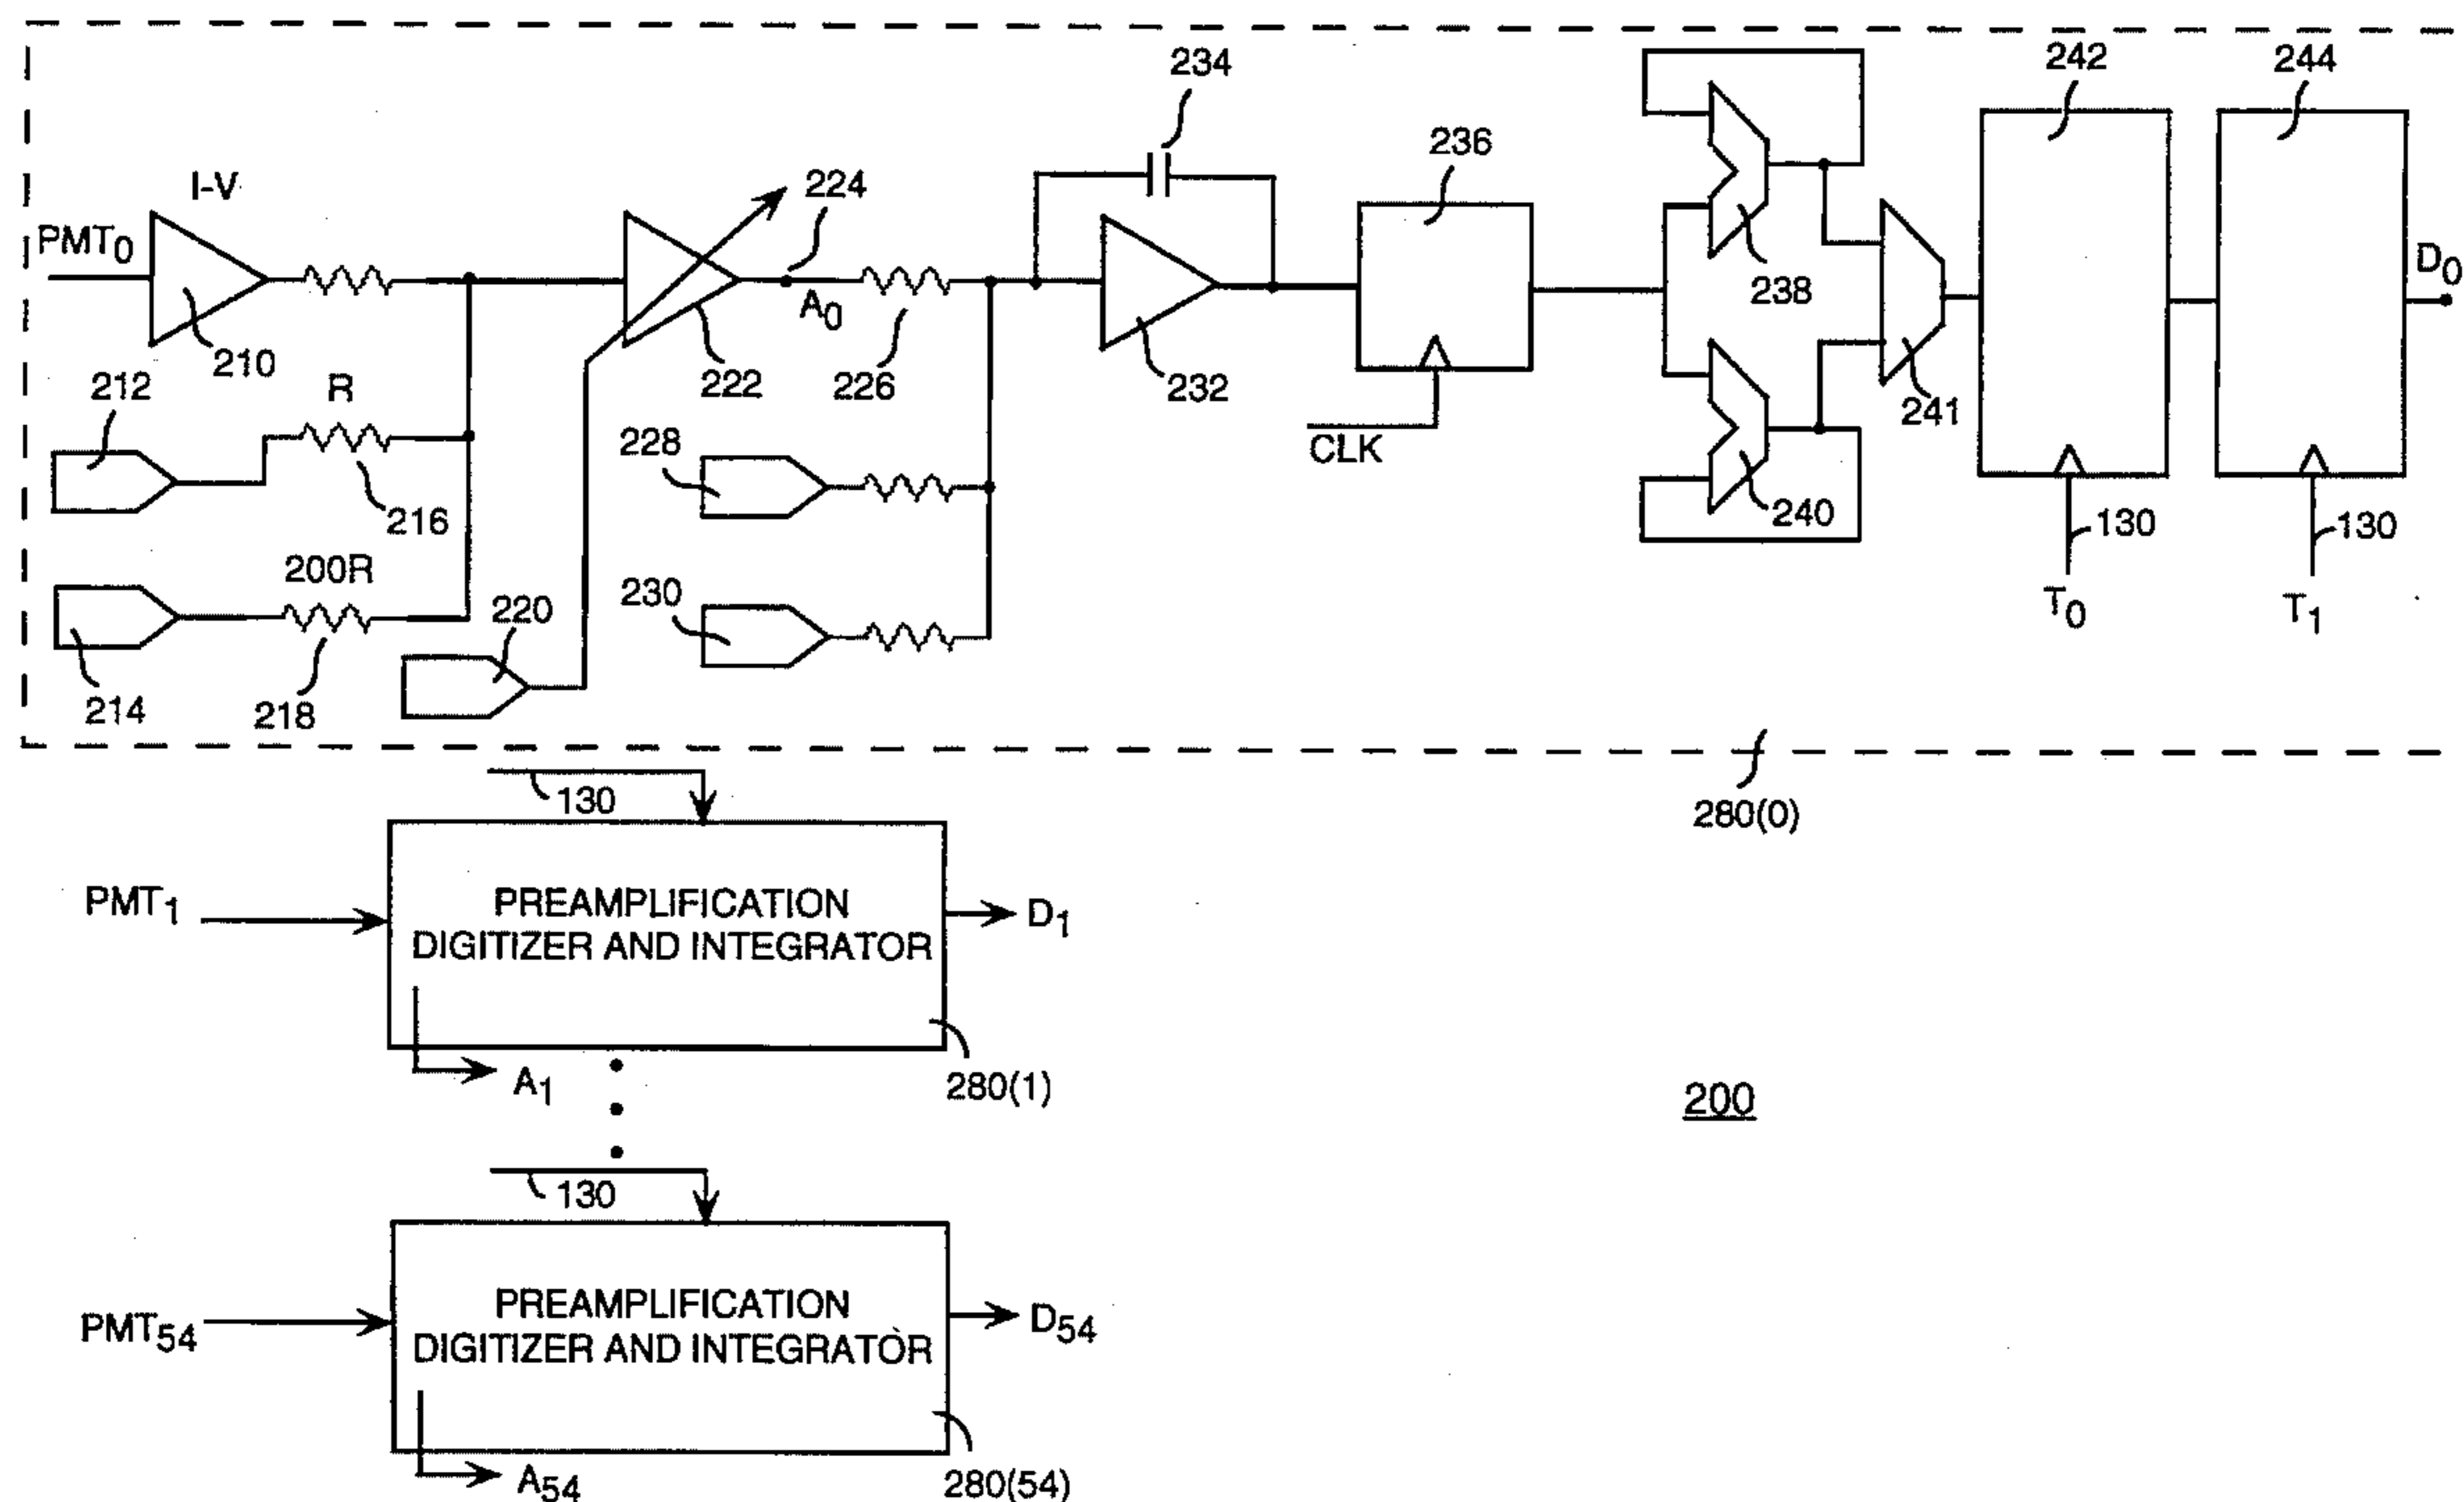 234
242
244
236
I-V
224
PMT0
D0
A0
238
210
222
226
232
241
212
R
228
CLK
216
240
130
130
200R
230
220
T0
T1
214
218
130
280(0)
PMT1
PREAMPLIFICATION
DIGITIZER AND INTEGRATOR
D1
A1
280(1)
200
130
PMT54
PREAMPLIFICATION
DIGITIZER AND INTEGRATOR
D54
A54
280(54)